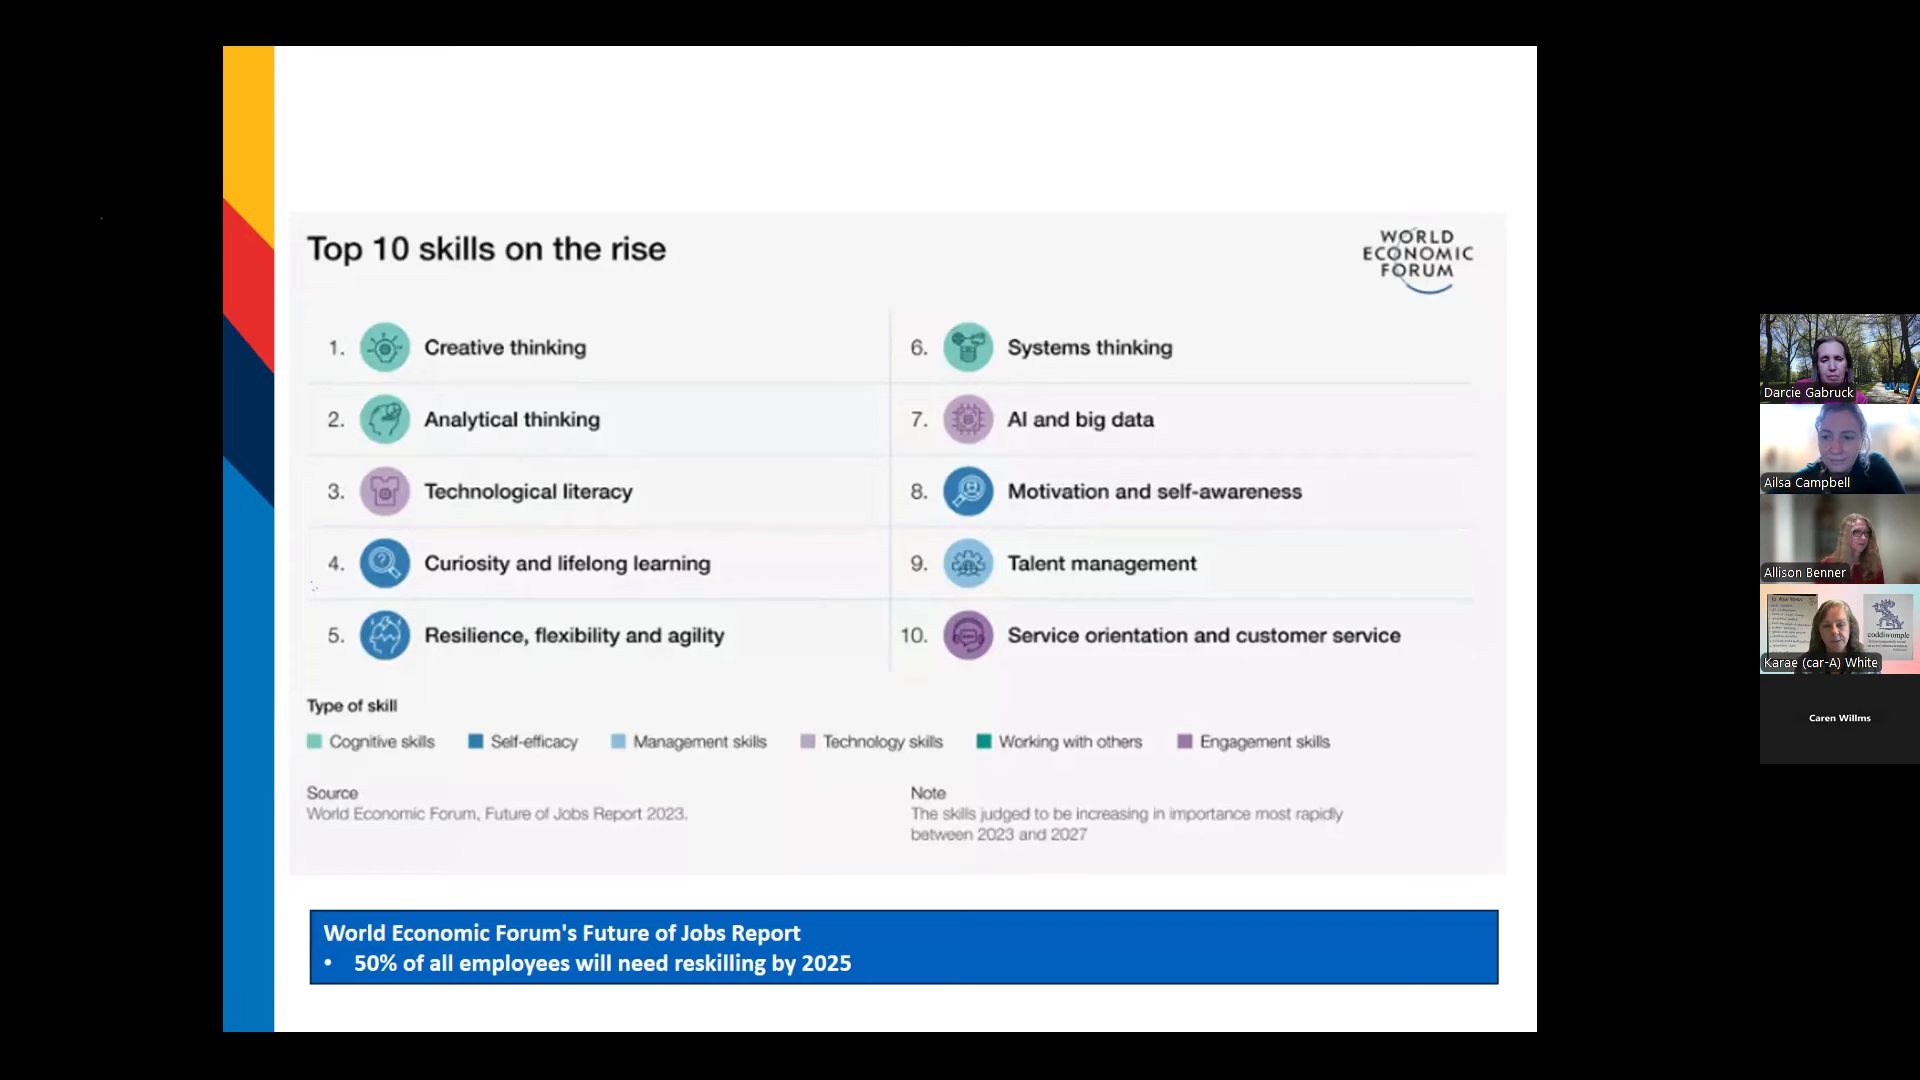 Top 10 skills on the rise
WORLD
ECONOMIC
FORUM
1. Creative thinking
2. Analytical thinking
3. Technological literacy
4. Curiosity and lifelong learning
5. Resilience, flexibility and agility
6. Systems thinking
7. AI and big data
8. Motivation and self-awareness
9. Talent management
10. Service orientation and customer service
Type of skill
Cognitive skills Self-efficacy Management skills Technology skills Working with others Engagement skills
Source
World Economic Forum, Future of Jobs Report 2023.
Note
The skills judged to be increasing in importance most rapidly
between 2023 and 2027
World Economic Forum's Future of Jobs Report
• 50% of all employees will need reskilling by 2025
Darcie Gabruck
Ailsa Campbell
Allison Benner
coddiwomple
Karae (car-A) White
Caren Willms